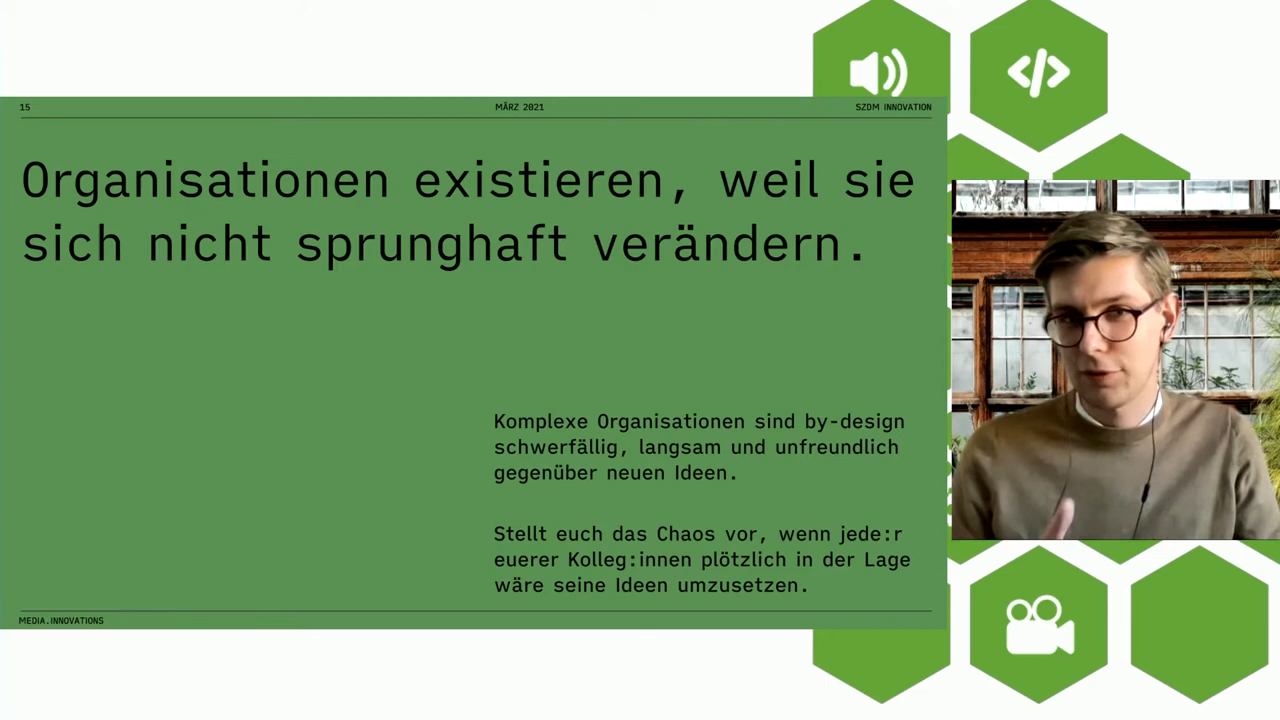 15
MÄRZ 2021
SZDM INNOVATION
Organisationen existieren, weil sie
sich nicht sprunghaft verändern.
Komplexe Organisationen sind by-design
schwerfällig, langsam und unfreundlich
gegenüber neuen Ideen.
Stellt euch das Chaos vor, wenn jede:r
euerer Kolleg:innen plötzlich in der Lage
wäre seine Ideen umzusetzen.
MEDIA.INNOVATIONS